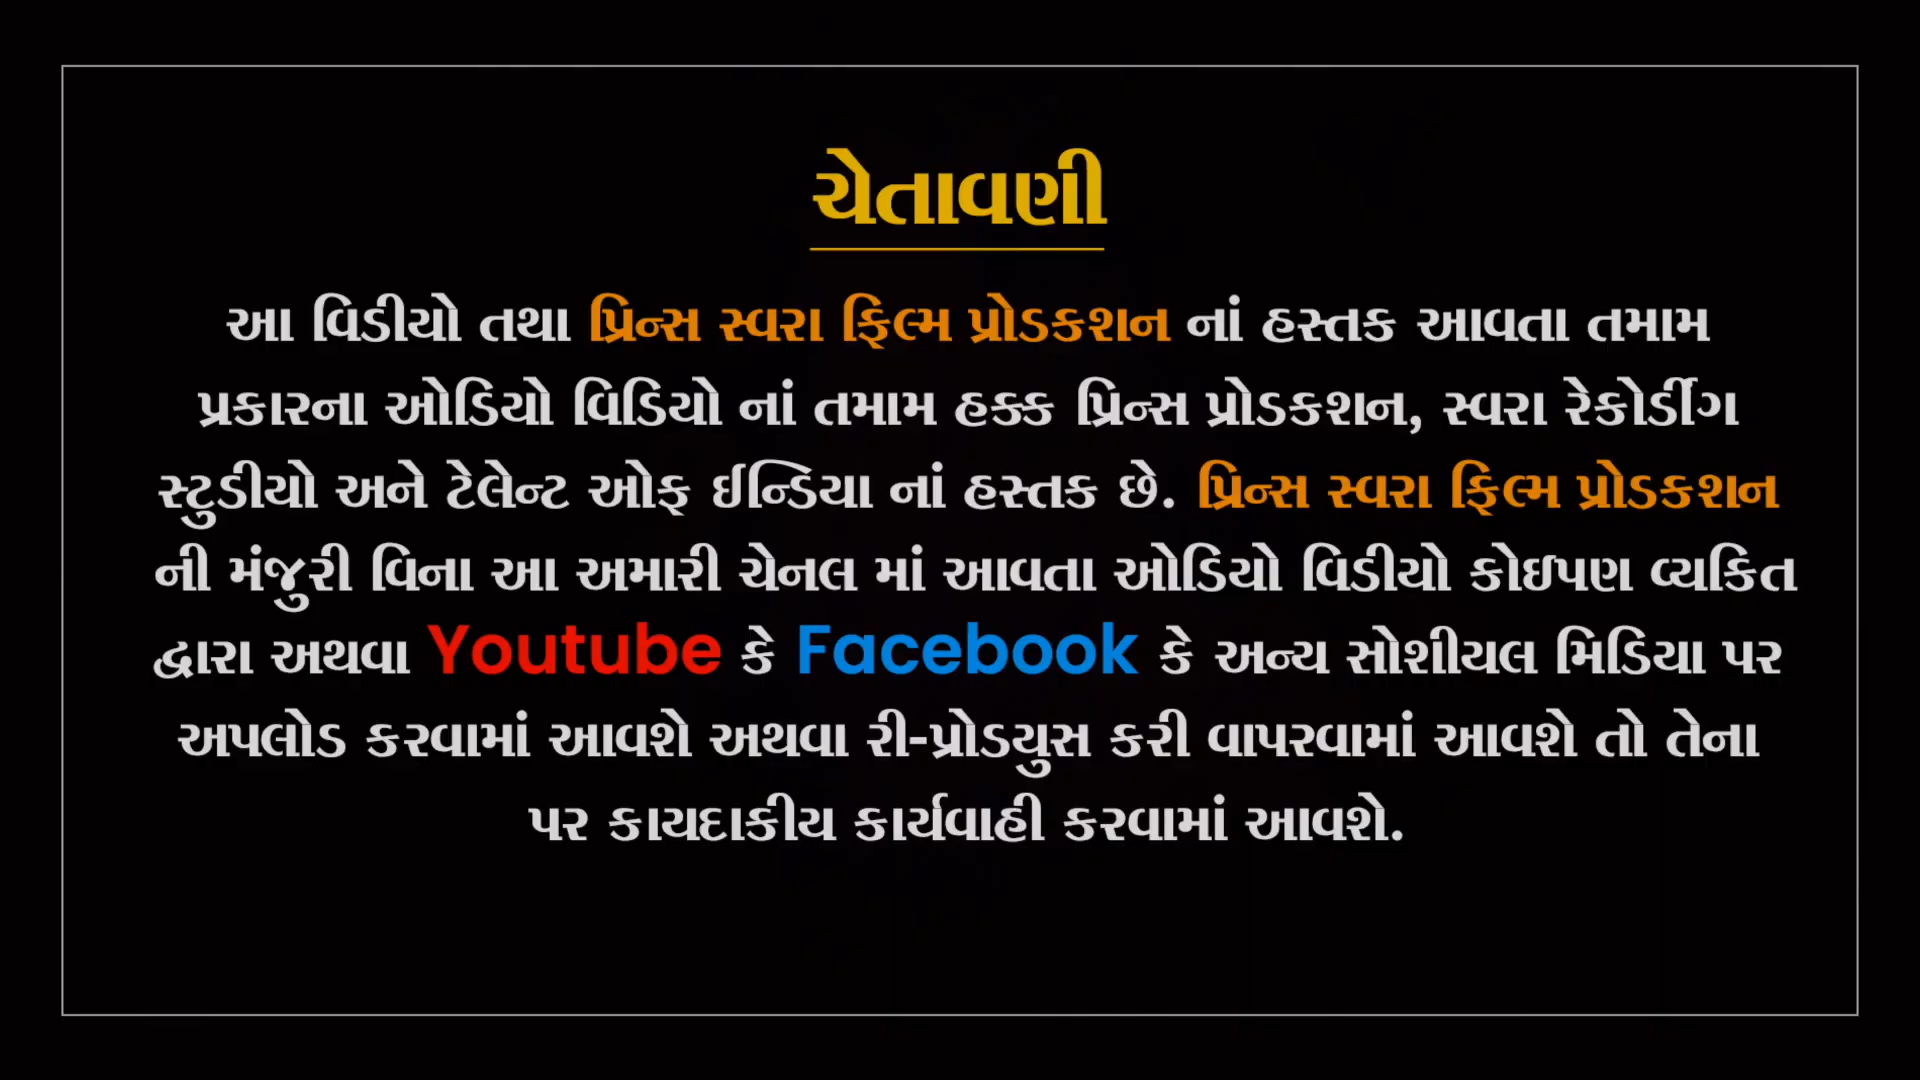 ચેતાવણી
આ વિડીયો તથા પ્રિન્સ સ્વરા ફિલ્મ પ્રોડકશન નાં હસ્તક આવતા તમામ
પ્રકારના ઓડિયો વિડિયો નાં તમામ હક્ક પ્રિન્સ પ્રોડકશન, સ્વરા રેકોર્ડીંગ
સ્ટુડીયો અને ટેલેન્ટ ઓફ ઈન્ડિયા નાં હસ્તક છે. પ્રિન્સ સ્વરા ફિલ્મ પ્રોડકશન
ની મંજુરી વિના આ અમારી ચેનલ માં આવતા ઓડિયો વિડીયો કોઇપણ વ્યકિત
દ્વારા અથવા Youtube કે Facebook કે અન્ય સોશીયલ મિડિયા પર
અપલોડ કરવામાં આવશે અથવા રી-પ્રોડયુસ કરી વાપરવામાં આવશે તો તેના
પર કાયદાકીય કાર્યવાહી કરવામાં આવશે.